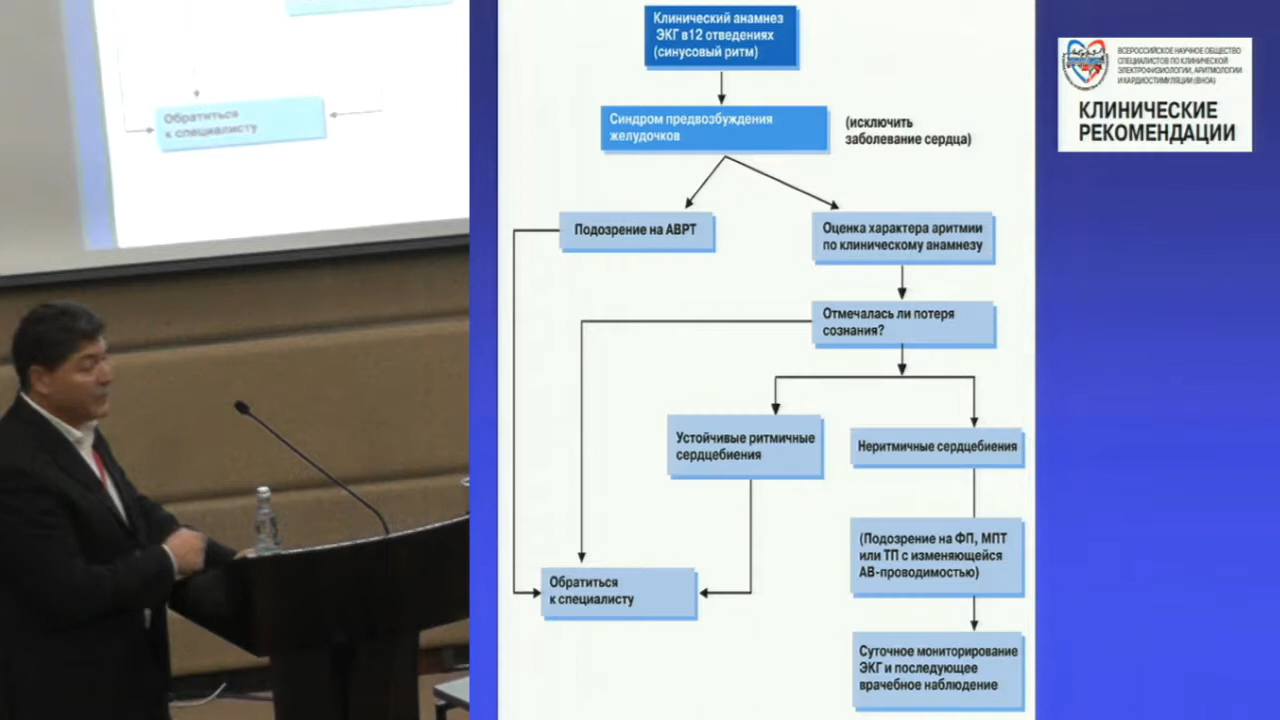 Обратиться
к специалисту
Клинический анамнез
ЭКГ в12 отведениях
(синусовый ритм)
Синдром предвозбуждения
желудочков
(исключить
заболевание сердца)
Подозрение на АВРТ
Оценка характера аритмии
по клиническому анамнезу
Отмечалась ли потеря
сознания?
Устойчивые ритмичные
сердцебиения
Неритмичные сердцебиения
(Подозрение на ФП, МПТ
или ТП с изменяющейся
АВ-проводимостью)
Обратиться
к специалисту
Суточное мониторирование
ЭКГ и последующее
врачебное наблюдение
ВСЕРОССИЙСКОЕ НАУЧНОЕ ОБЩЕСТВО
СПЕЦИАЛИСТОВ ПО КЛИНИЧЕСКОЙ
ЭЛЕКТРОФИЗИОЛОГИИ, АРИТМОЛОГИИ
И КАРДИОСТИМУЛЯЦИИ (ВНОА)
КЛИНИЧЕСКИЕ
РЕКОМЕНДАЦИИ